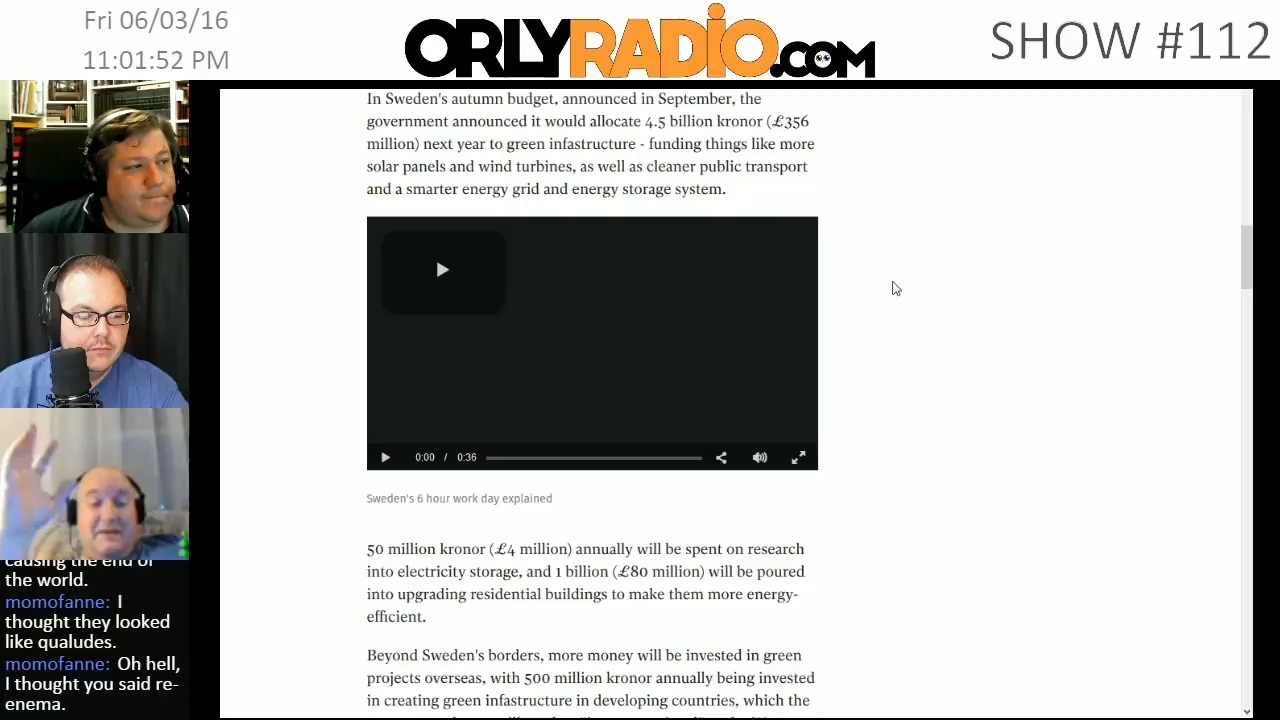 Fri 06/03/16
11:01:52 PM
ORLYRADiO.COM
SHOW #112
In Sweden's autumn budget, announced in September, the
government announced it would allocate 4.5 billion kronor (£356
million) next year to green infastructure - funding things like more
solar panels and wind turbines, as well as cleaner public transport
and a smarter energy grid and energy storage system.
0:00 / 0:36
Sweden's 6 hour work day explained
50 million kronor (£4 million) annually will be spent on research
into electricity storage, and 1 billion (£80 million) will be poured
into upgrading residential buildings to make them more energy-
efficient.
Beyond Sweden's borders, more money will be invested in green
projects overseas, with 500 million kronor annually being invested
in creating green infastructure in developing countries, which the
causing the end of
the world.
momofanne: I
thought they looked
like qualudes.
momofanne: Oh hell,
I thought you said re-
enema.